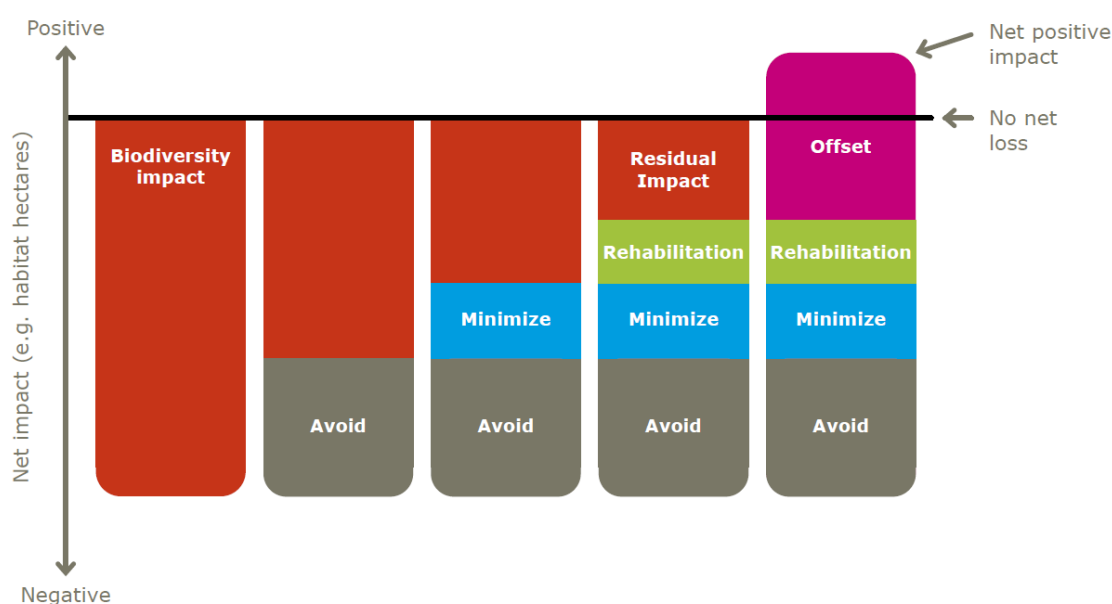 Positive
Net positive
impact
No net
loss
Net impact (e.g. habitat hectares)
Biodiversity
impact
Residual
Impact
Offset
Rehabilitation
Rehabilitation
Minimize
Minimize
Minimize
Avoid
Avoid
Avoid
Avoid
Negative